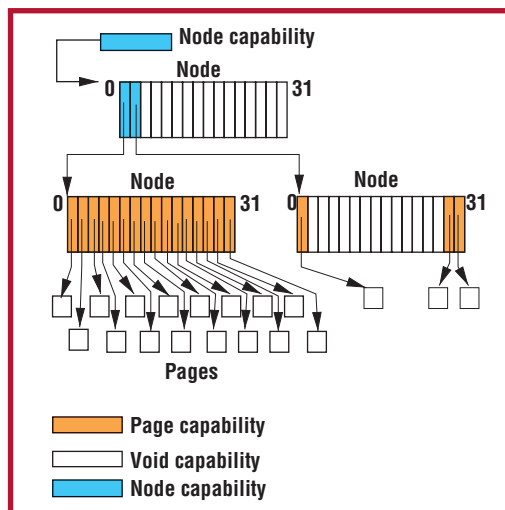 Node capability
Node
0 31
Node Node
0 31 0 31
Pages
Page capability
Void capability
Node capability